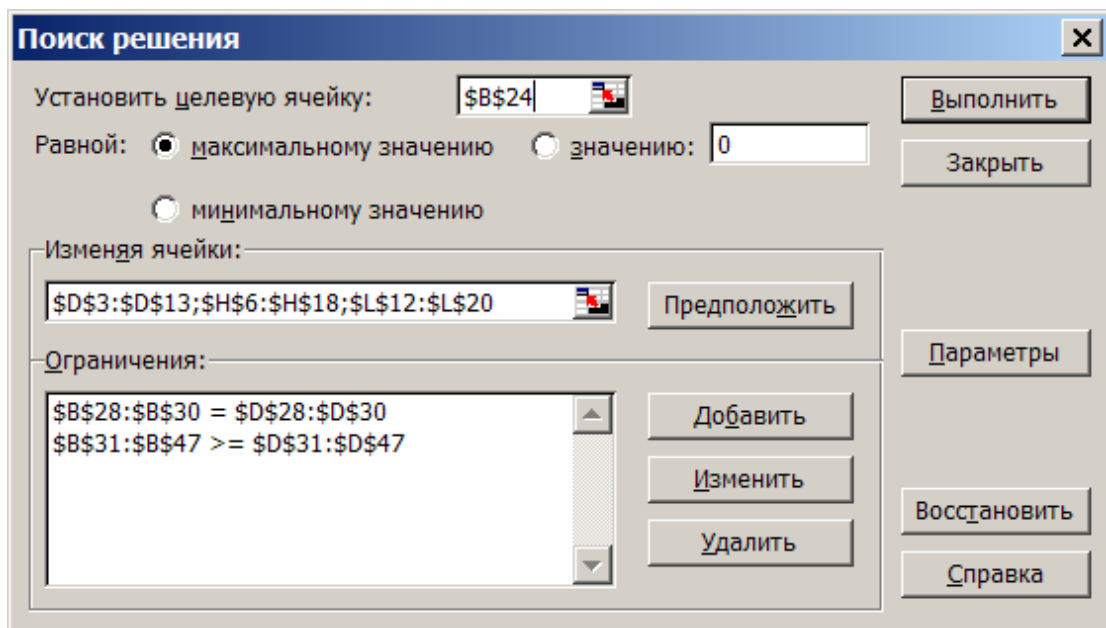 Поиск решения
Установить целевую ячейку: $B$24 Выполнить
Равной: максимальному значению значению: 0 Закрыть
минимальному значению
Изменяя ячейки:
$D$3:$D$13;$H$6:$H$18;$L$12:$L$20 Предположить
Ограничения: Параметры
$B$28:$B$30 = $D$28:$D$30 Добавить
$B$31:$B$47 >= $D$31:$D$47
Изменить
Восстановить
Удалить
Справка